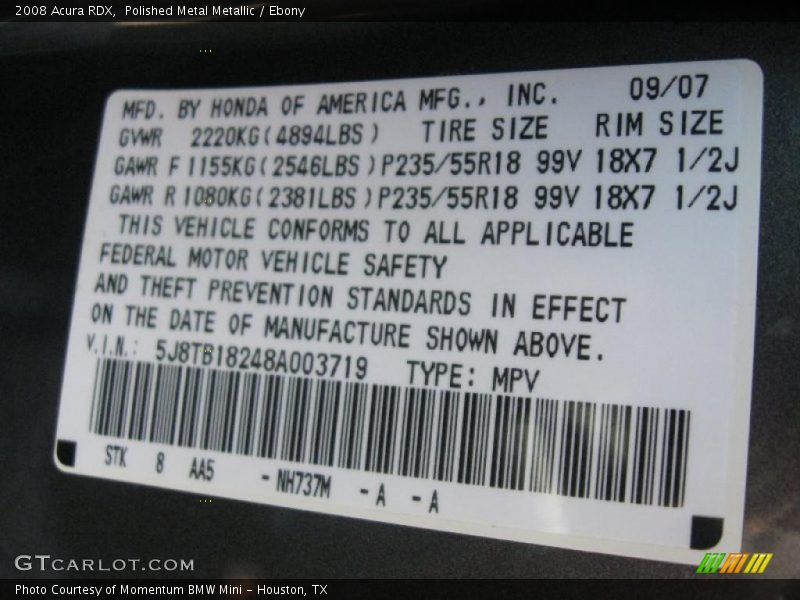 2008 Acura RDX,  Polished Metal Metallic / Ebony
MFD. BY HONDA OF AMERICA MFG., INC. 09/07
GVWR 2220KG(4894LBS) TIRE SIZE RIM SIZE
GAWR F 1155KG(2546LBS)P235/55R18 99V 18X7 1/2J
GAWR R 1080KG(2381LBS)P235/55R18 99V 18X7 1/2J
THIS VEHICLE CONFORMS TO ALL APPLICABLE
FEDERAL MOTOR VEHICLE SAFETY
AND THEFT PREVENTION STANDARDS IN EFFECT
ON THE DATE OF MANUFACTURE SHOWN ABOVE.
V.I.N.: 5J8TB18248A003719 TYPE: MPV
STK 8 AA5 -NH737M -A -A
GTCARLOT.COM
Photo Courtesy of Momentum BMW Mini - Houston, TX